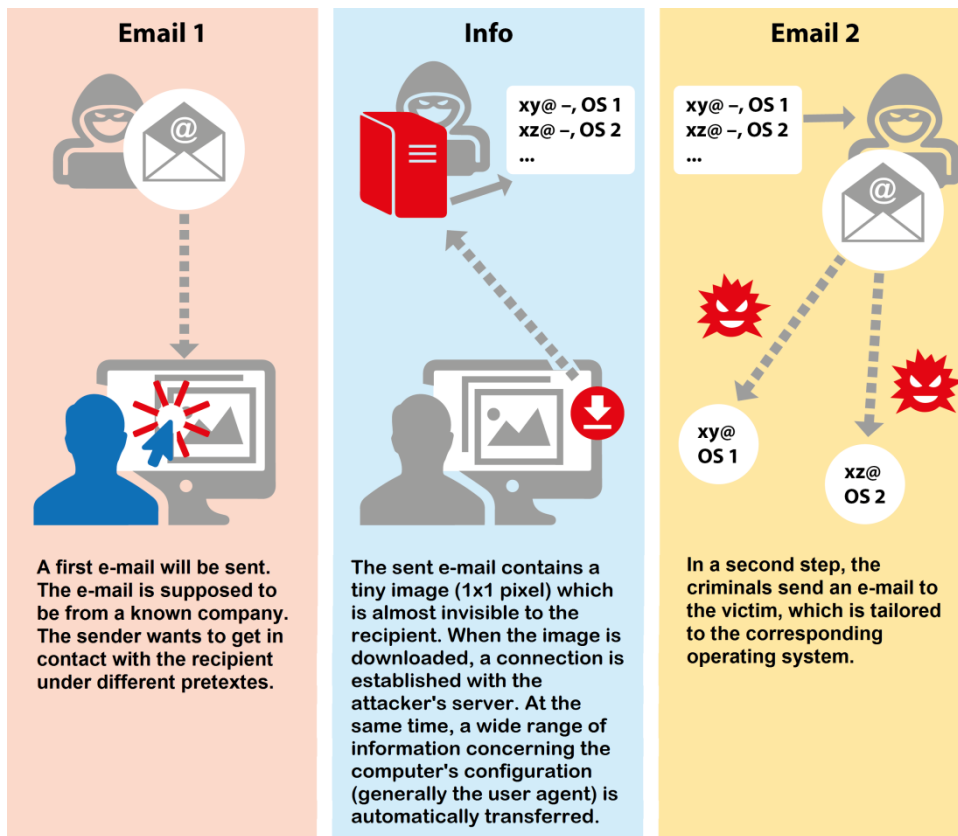 Email 1
@
A first e-mail will be sent.
The e-mail is supposed to
be from a known company.
The sender wants to get in
contact with the recipient
under different pretextes.
Info
xy@ –, OS 1
xz@ –, OS 2
...
The sent e-mail contains a
tiny image (1x1 pixel) which
is almost invisible to the
recipient. When the image is
downloaded, a connection is
established with the
attacker's server. At the
same time, a wide range of
information concerning the
computer's configuration
(generally the user agent) is
automatically transferred.
Email 2
xy@ –, OS 1
xz@ –, OS 2
...
@
xy@
OS 1
xz@
OS 2
In a second step, the
criminals send an e-mail to
the victim, which is tailored
to the corresponding
operating system.